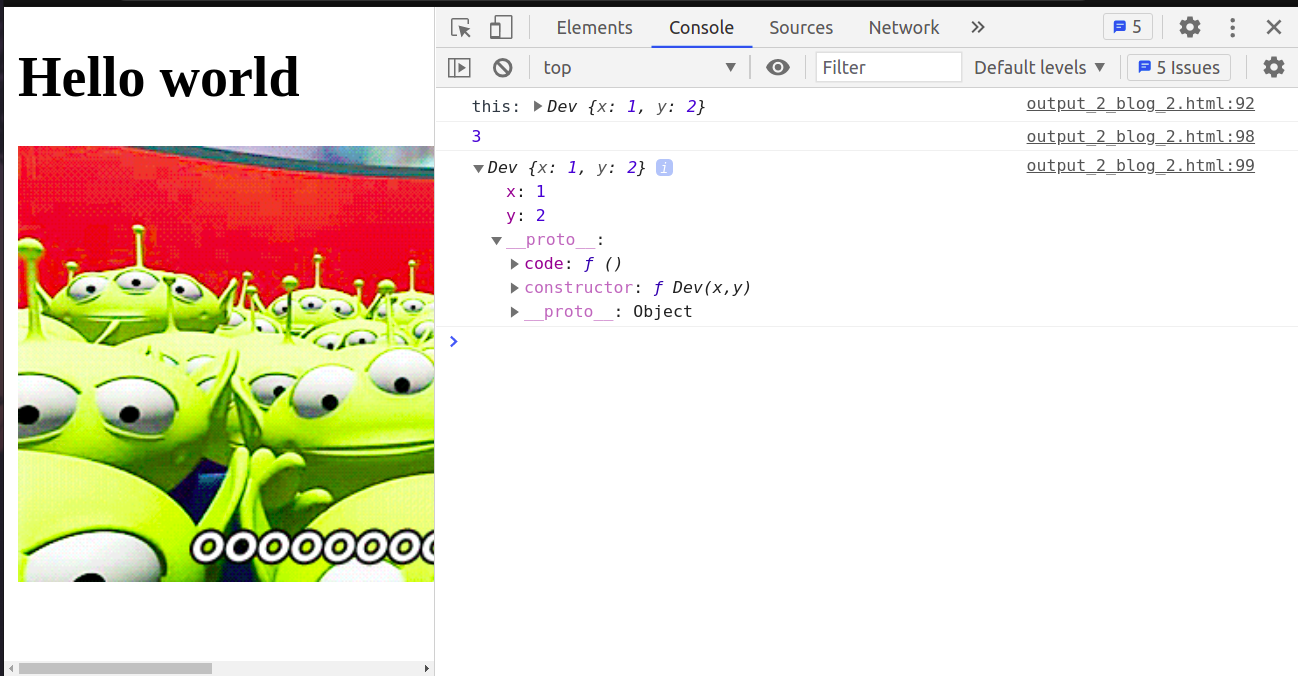 Hello world
OOOOOOOO
Elements Console Sources Network » 5
top ▼ Filter Default levels ▼ 5 Issues
this: ▶Dev {x: 1, y: 2} output_2_blog_2.html:92
3 output_2_blog_2.html:98
▼Dev {x: 1, y: 2} i output_2_blog_2.html:99
x: 1
y: 2
▼__proto__:
▶code: ƒ ()
▶constructor: ƒ Dev(x,y)
▶__proto__: Object